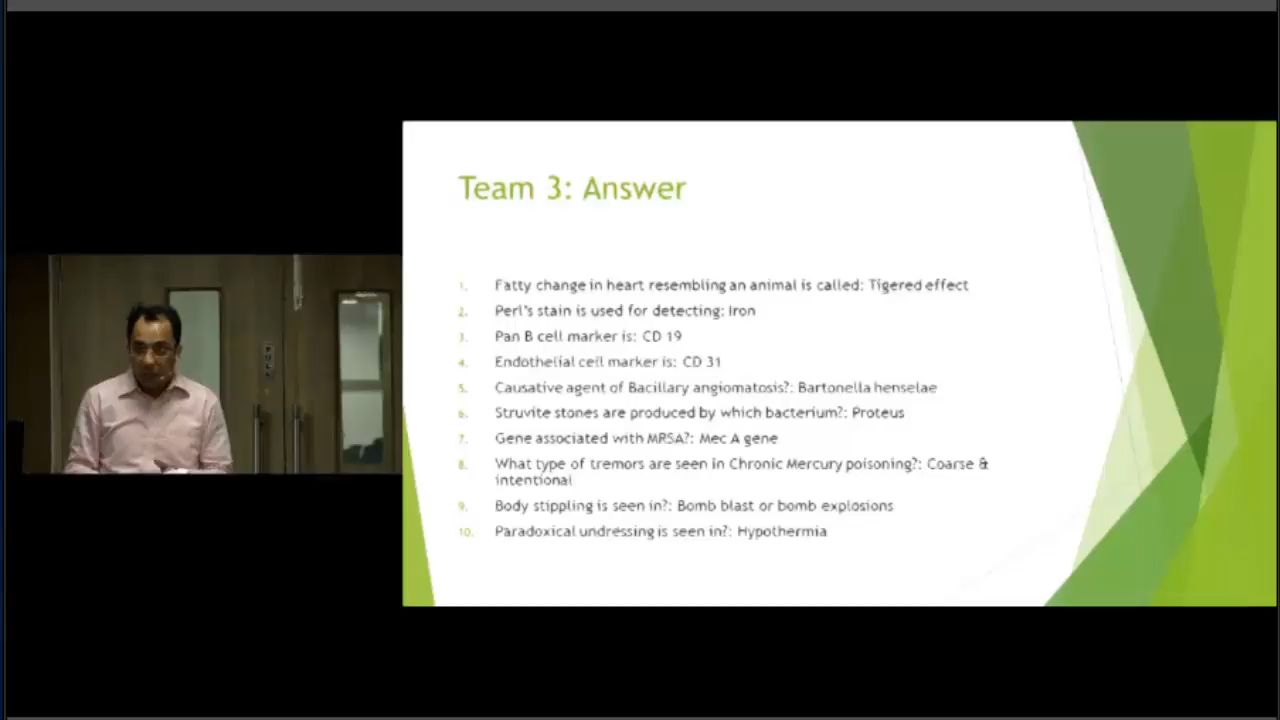 Team 3: Answer
1. Fatty change in heart resembling an animal is called: Tigered effect
2. Perl's stain is used for detecting: Iron
3. Pan B cell marker is: CD 19
4. Endothelial cell marker is: CD 31
5. Causative agent of Bacillary angiomatosis?: Bartonella henselae
6. Struvite stones are produced by which bacterium?: Proteus
7. Gene associated with MRSA?: Mec A gene
8. What type of tremors are seen in Chronic Mercury poisoning?: Coarse &
intentional
9. Body stippling is seen in?: Bomb blast or bomb explosions
10. Paradoxical undressing is seen in?: Hypothermia
PULL